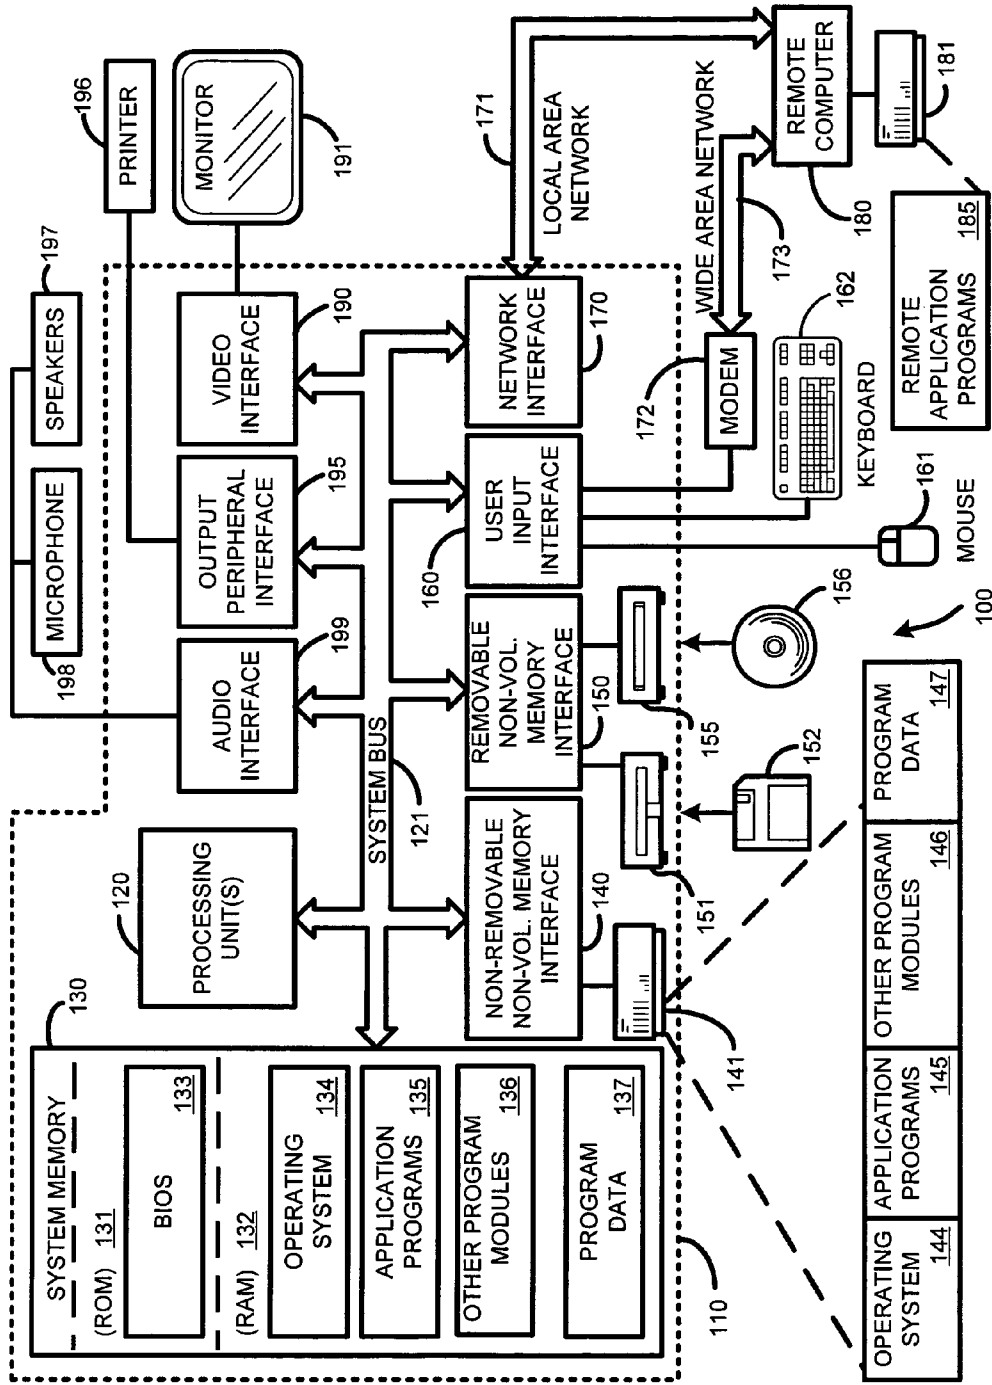 SYSTEM MEMORY
(ROM) 131
BIOS
133
(RAM) 132
OPERATING
SYSTEM 134
APPLICATION
PROGRAMS 135
OTHER PROGRAM
MODULES 136
PROGRAM
DATA 137
130
110
120
PROCESSING
UNIT(S)
SYSTEM BUS
121
MICROPHONE
198
SPEAKERS
197
PRINTER
196
MONITOR
191
AUDIO
INTERFACE
199
OUTPUT
PERIPHERAL
INTERFACE
195
VIDEO
INTERFACE
190
NON-REMOVABLE
NON-VOL. MEMORY
INTERFACE
140
REMOVABLE
NON-VOL.
MEMORY
INTERFACE 150
160
USER
INPUT
INTERFACE
NETWORK
INTERFACE
170
171
LOCAL AREA
NETWORK
WIDE AREA NETWORK
173
172
MODEM
141
151
155
152
156
161
MOUSE
162
KEYBOARD
REMOTE
COMPUTER
180
181
REMOTE
APPLICATION
PROGRAMS 185
100
OPERATING
SYSTEM
144
APPLICATION
PROGRAMS
145
OTHER PROGRAM
MODULES
146
PROGRAM
DATA
147